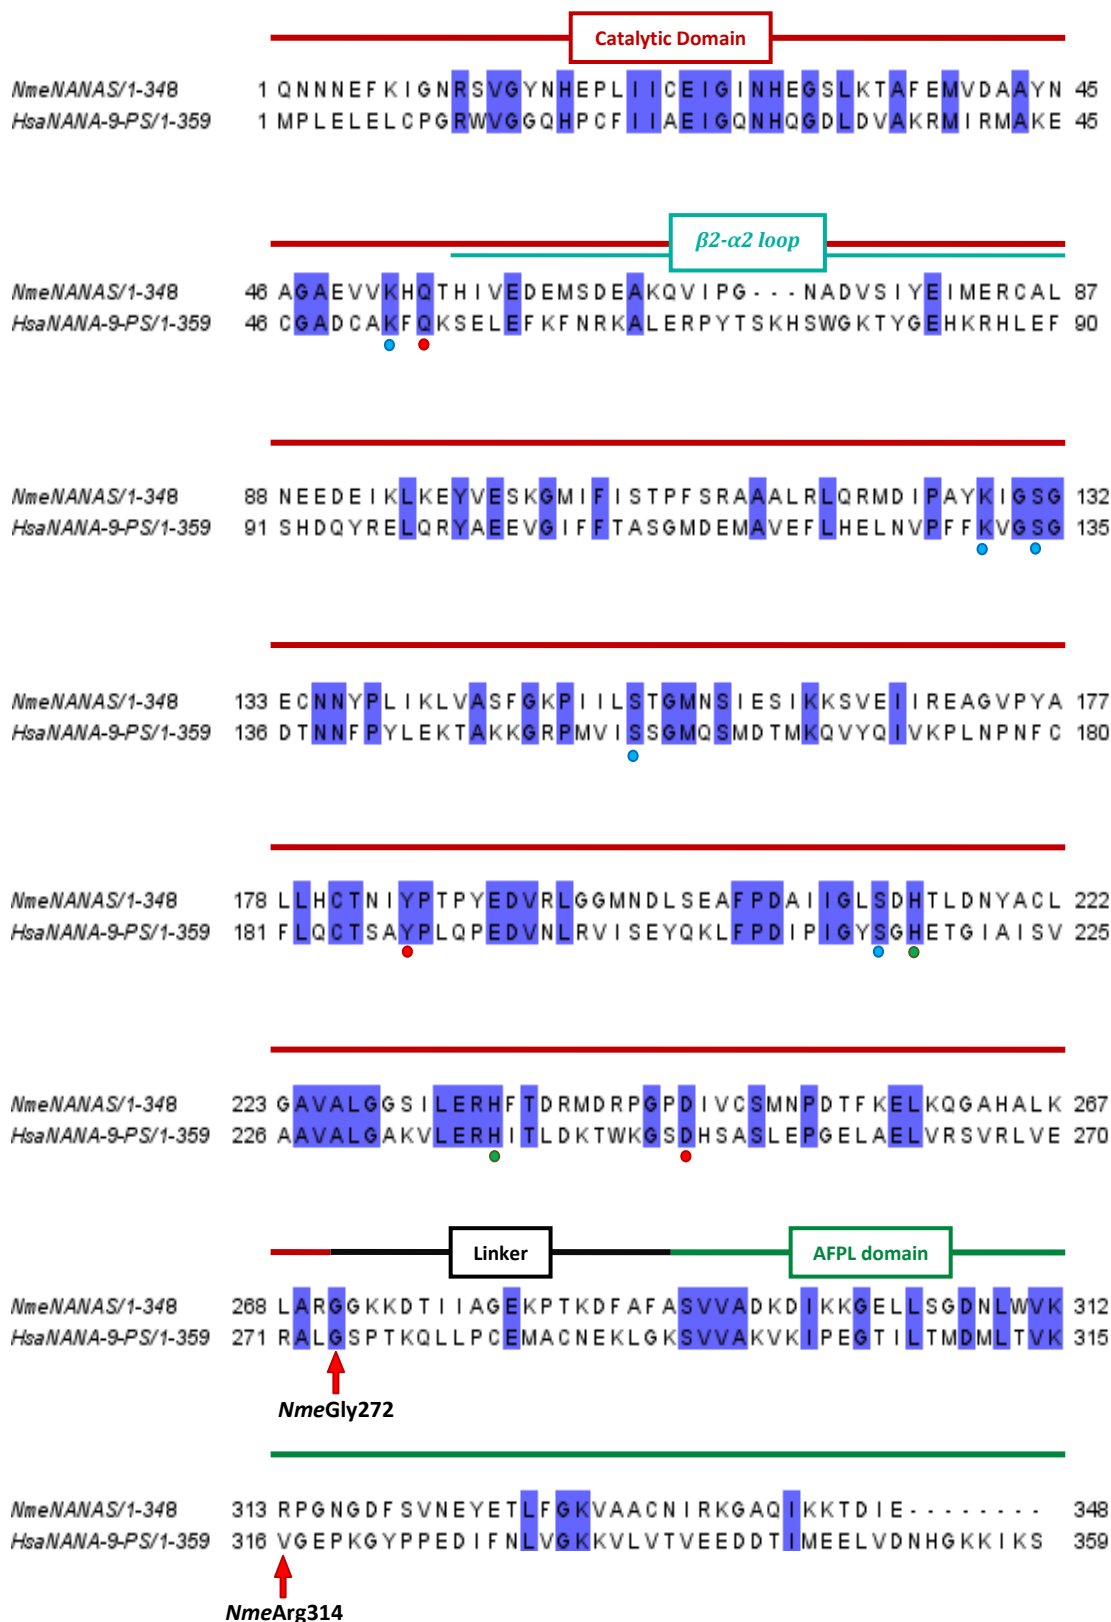 Catalytic Domain
NmeNANAS/1-348 1 QNNNEFKIGNRSVGYNHEPLIICEIGINHEGSLKTAFEMVDAAYN 45
HsaNANA-9-PS/1-359 1 MPLELELCPGRWVGGQHPCFIIAEIGQNHQGDLDVAKRMIRMAKE 45
β2-α2 loop
NmeNANAS/1-348 46 AGAEVVKHQTHIVEDEMSDEAKQVIPG---NADVSIYEIMERCAL 87
HsaNANA-9-PS/1-359 46 CGADCAKFQKSELEFKFNRKALERPYTSKHSWGKTYGEHKRHLEF 90
NmeNANAS/1-348 88 NEEDEIKLKEYVESKGMIFISTPFSRAAALRLQRMDIPAYKIGSG 132
HsaNANA-9-PS/1-359 91 SHDQYRELQRYAEEVGIFFTASGMDEMAVEFLHELNVPFFKVGSG 135
NmeNANAS/1-348 133 ECNNYPLIKLVASFGKPIILSTGMNSIESIKKSVEIIREAGVPYA 177
HsaNANA-9-PS/1-359 136 DTNNFPYLEKTAKKGRPMVISSGMQSMDTMKQVYQIVKPLNPNFC 180
NmeNANAS/1-348 178 LLHCTNIYPTPYEDVRLGGMNDLSEAFPDAIIGLSDHTLDNYACL 222
HsaNANA-9-PS/1-359 181 FLQCTSAYPLQPEDVNLRVISEYQKLFPDIPIGYSGHETGIAISV 225
NmeNANAS/1-348 223 GAVALGGSILERHFTDRMDRPGPDIVCSMNPDTFKELKQGAHALK 267
HsaNANA-9-PS/1-359 226 AAVALGAKVLERHITLDKTWKGSDHSASLEPGELAELVRSVRLVE 270
Linker AFPL domain
NmeNANAS/1-348 268 LARGGKKDTIIAGEKPTKDFAFASVVADKDIKKGELLSGDNLWVK 312
HsaNANA-9-PS/1-359 271 RALGSPTKQLLPCEMACNEKLGKSVVAKVKIPEGTILTMDMLTVK 315
NmeGly272
NmeNANAS/1-348 313 RPGNGDFSVNEYETLFGKVAACNIRKGAQIKKTDIE-------- 348
HsaNANA-9-PS/1-359 316 VGEPKGYPPEDIFNLVGKKVLVTVEEDDTIMEELVDNHGKKIKS 359
NmeArg314